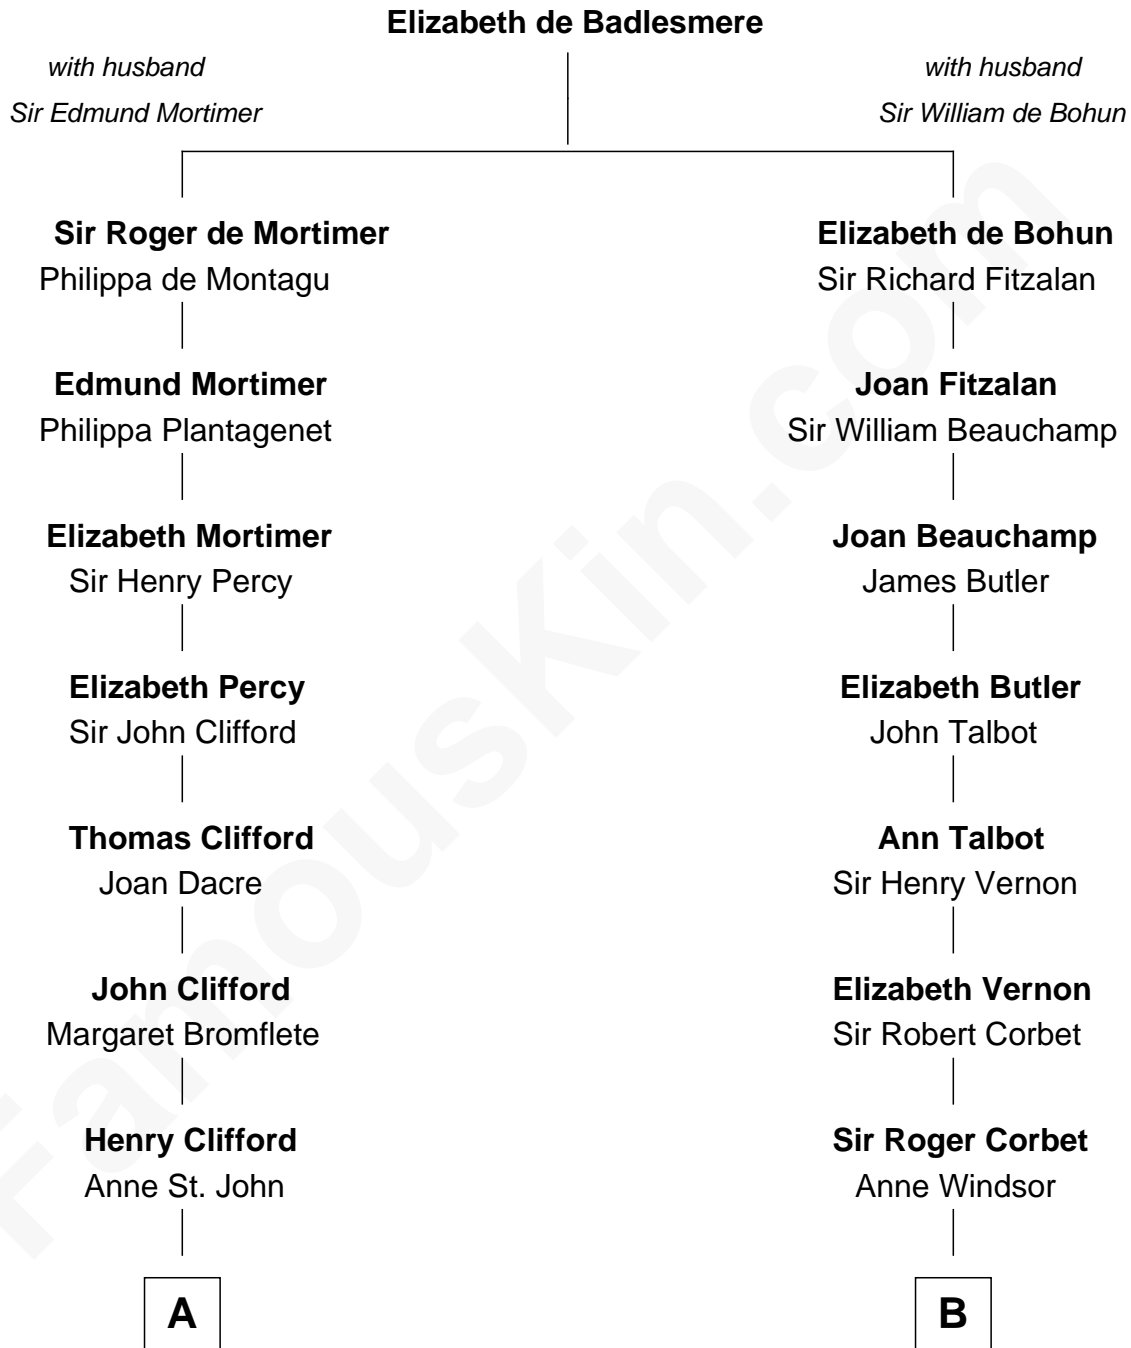 Elizabeth de Badlesmere
with husband
Sir Edmund Mortimer
with husband
Sir William de Bohun
Sir Roger de Mortimer
Philippa de Montagu
Elizabeth de Bohun
Sir Richard Fitzalan
Edmund Mortimer
Philippa Plantagenet
Joan Fitzalan
Sir William Beauchamp
Elizabeth Mortimer
Sir Henry Percy
Joan Beauchamp
James Butler
Elizabeth Percy
Sir John Clifford
Elizabeth Butler
John Talbot
Thomas Clifford
Joan Dacre
Ann Talbot
Sir Henry Vernon
John Clifford
Margaret Bromflete
Elizabeth Vernon
Sir Robert Corbet
Henry Clifford
Anne St. John
Sir Roger Corbet
Anne Windsor
A
B
FamousKin.com